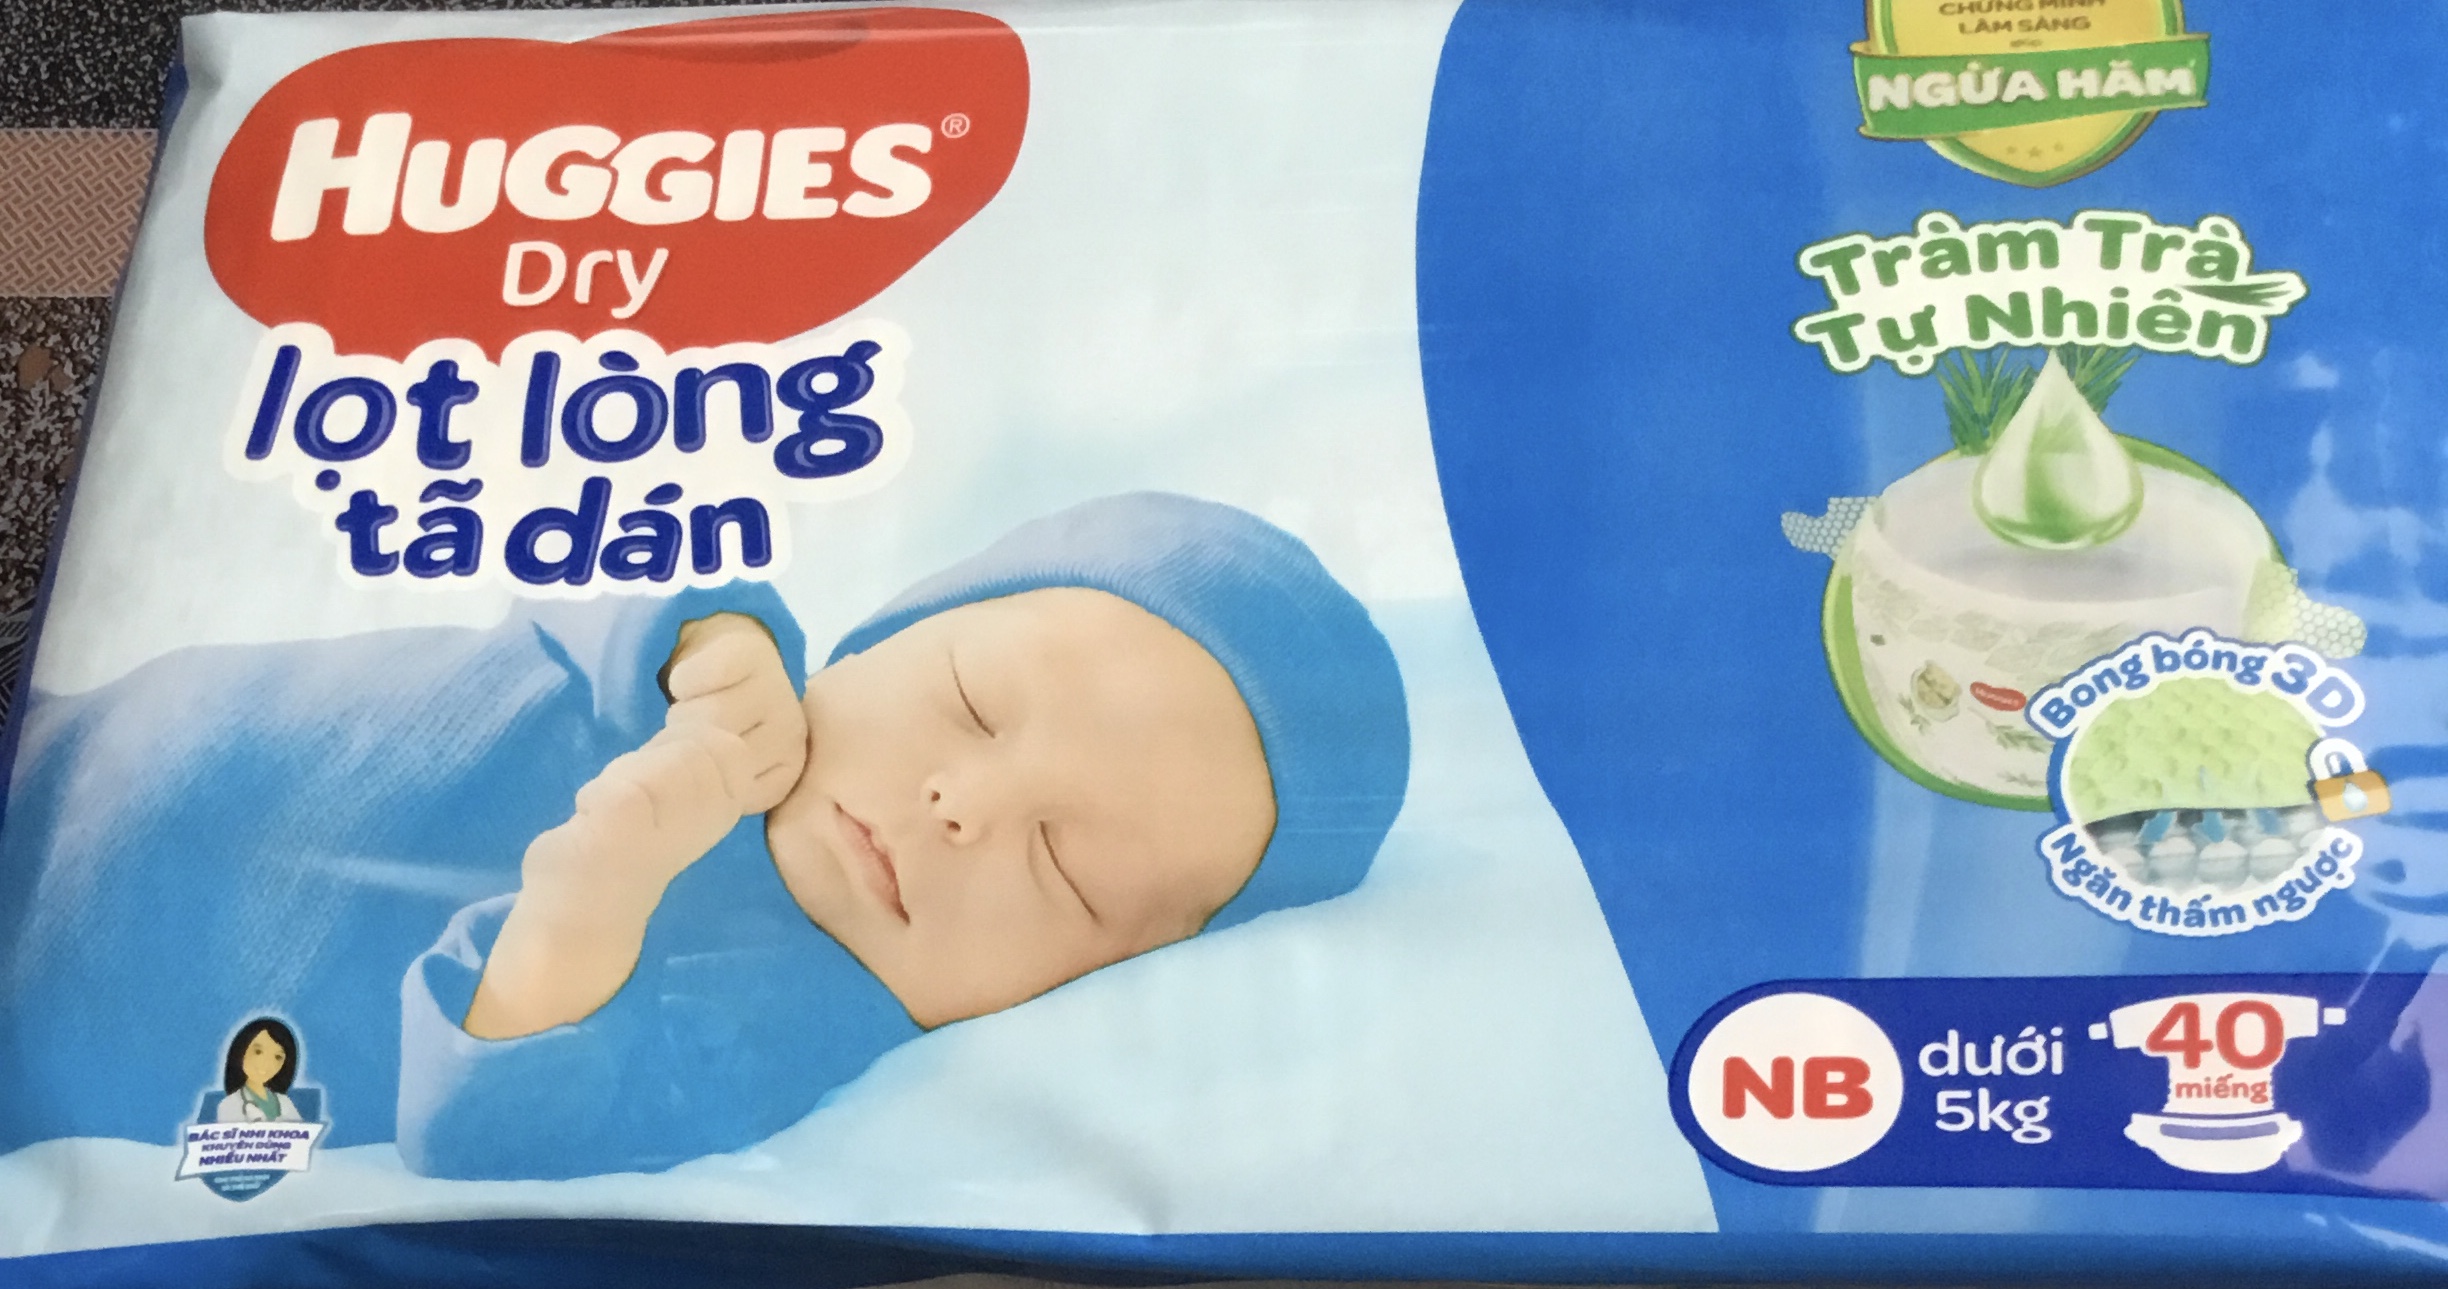 HUGGIES®
Dry
lọt lòng
tã dán
BÁC SĨ NHI KHOA
KHUYÊN DÙNG
NHIỀU NHẤT
CHỨNG MINH
LÂM SÀNG
NGỪA HĂM
Tràm Trà
Tự Nhiên
HUGGIES
Bong bóng 3D
Ngăn thấm ngược
NB
dưới
5kg
40
miếng